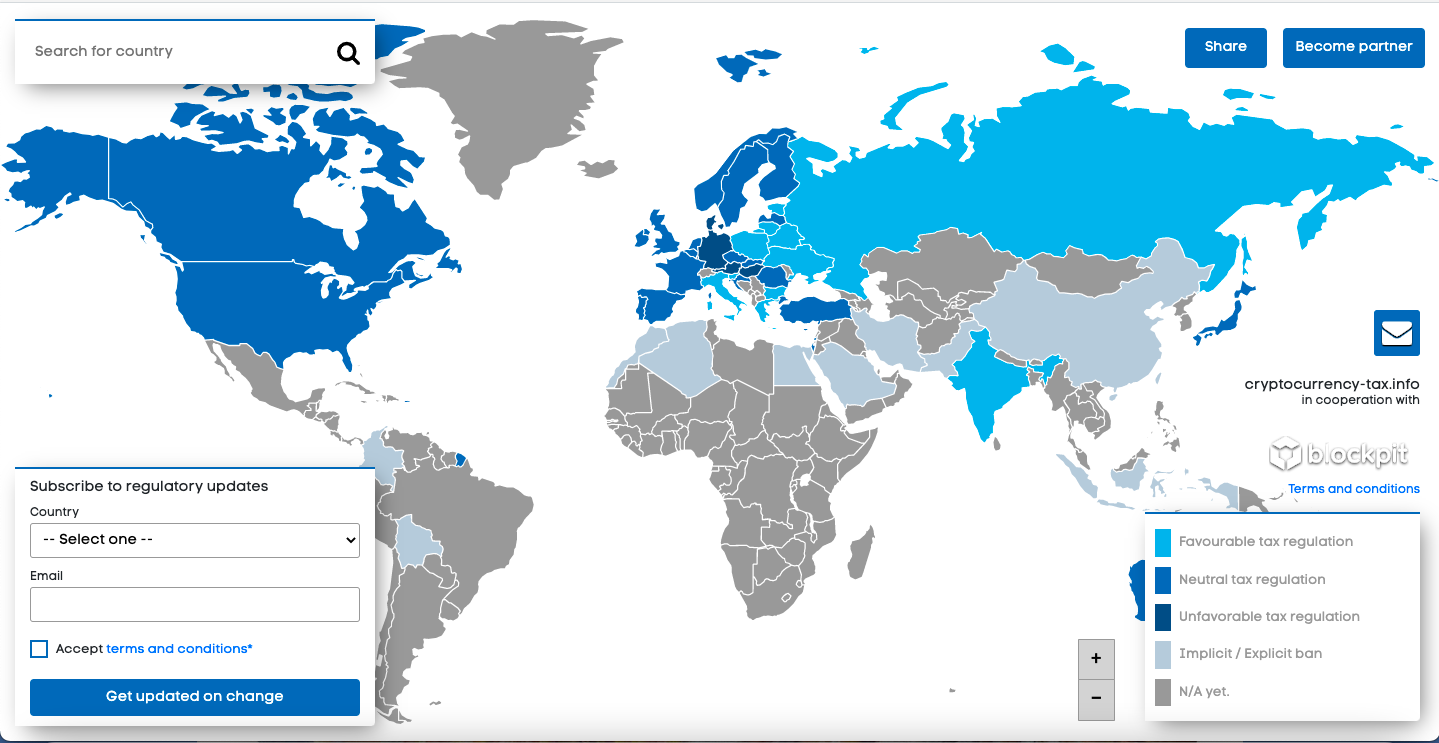 Search for country
Share
Become partner
cryptocurrency-tax.info
in cooperation with
blockpit
Terms and conditions
Subscribe to regulatory updates
Country
-- Select one --
Email
Accept terms and conditions*
Get updated on change
+
−
Favourable tax regulation
Neutral tax regulation
Unfavorable tax regulation
Implicit / Explicit ban
N/A yet.